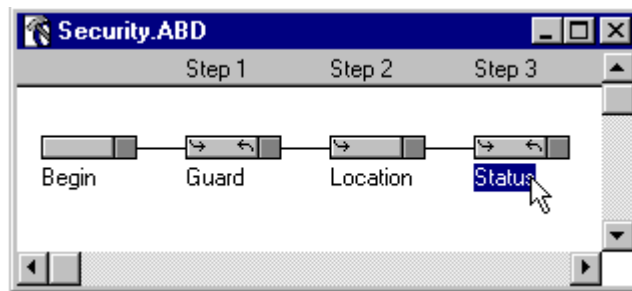 Security.ABD
Step 1 Step 2 Step 3
Begin Guard Location Status